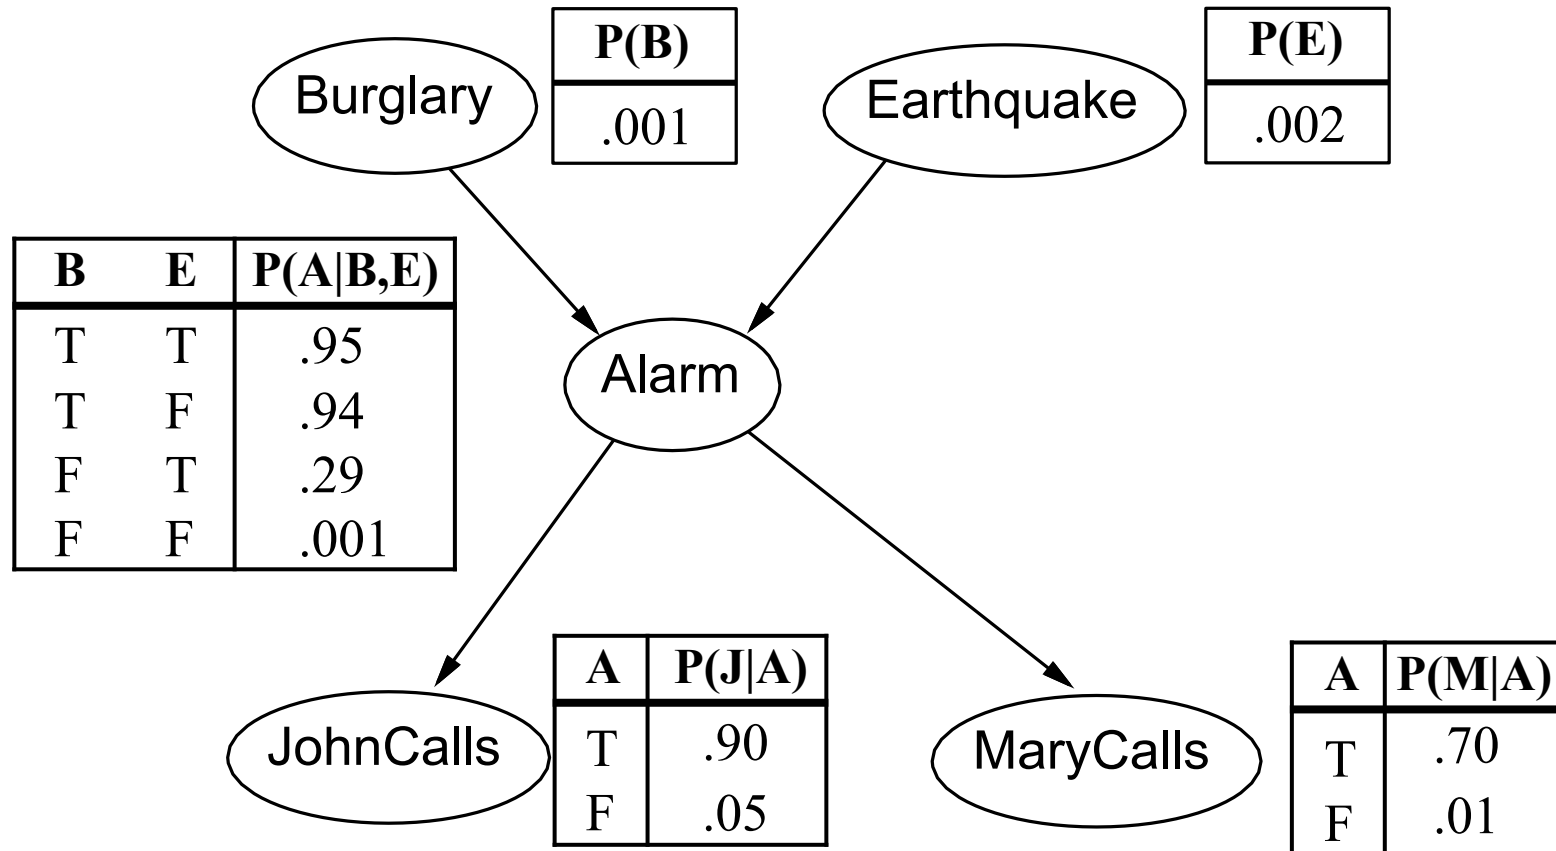 Burglary
P(B)
.001
Earthquake
P(E)
.002
B E P(A|B,E)
T T .95
T F .94
F T .29
F F .001
Alarm
JohnCalls
A P(J|A)
T .90
F .05
MaryCalls
A P(M|A)
T .70
F .01